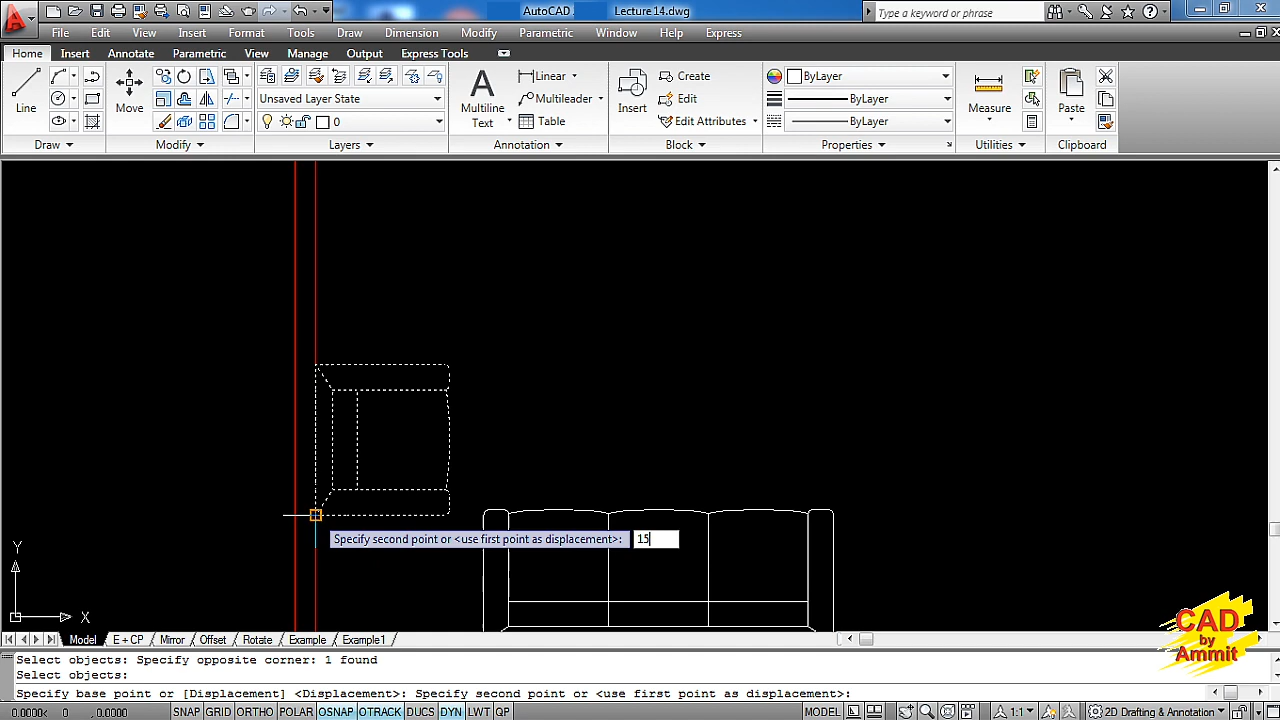 AutoCAD Lecture 14.dwg Type a keyword or phrase
File Edit View Insert Format Tools Draw Dimension Modify Parametric Window Help Express
Home Insert Annotate Parametric View Manage Output Express Tools
Linear Create ByLayer
Unsaved Layer State Multileader Edit ByLayer
Line Move Multiline Text Insert Measure Paste
0 Table Edit Attributes ByLayer
Draw Modify Layers Annotation Block Properties Utilities Clipboard
Specify second point or <use first point as displacement>: 15
Y
X
CAD
by
Ammit
Model E + CP Mirror Offset Rotate Example Example1
Select objects: Specify opposite corner: 1 found
Select objects:
Specify base point or [Displacement] <Displacement>: Specify second point or <use first point as displacement>:
SNAP GRID ORTHO POLAR OSNAP OTRACK DUCS DYN LWT QP MODEL 1:1 2D Drafting & Annotation